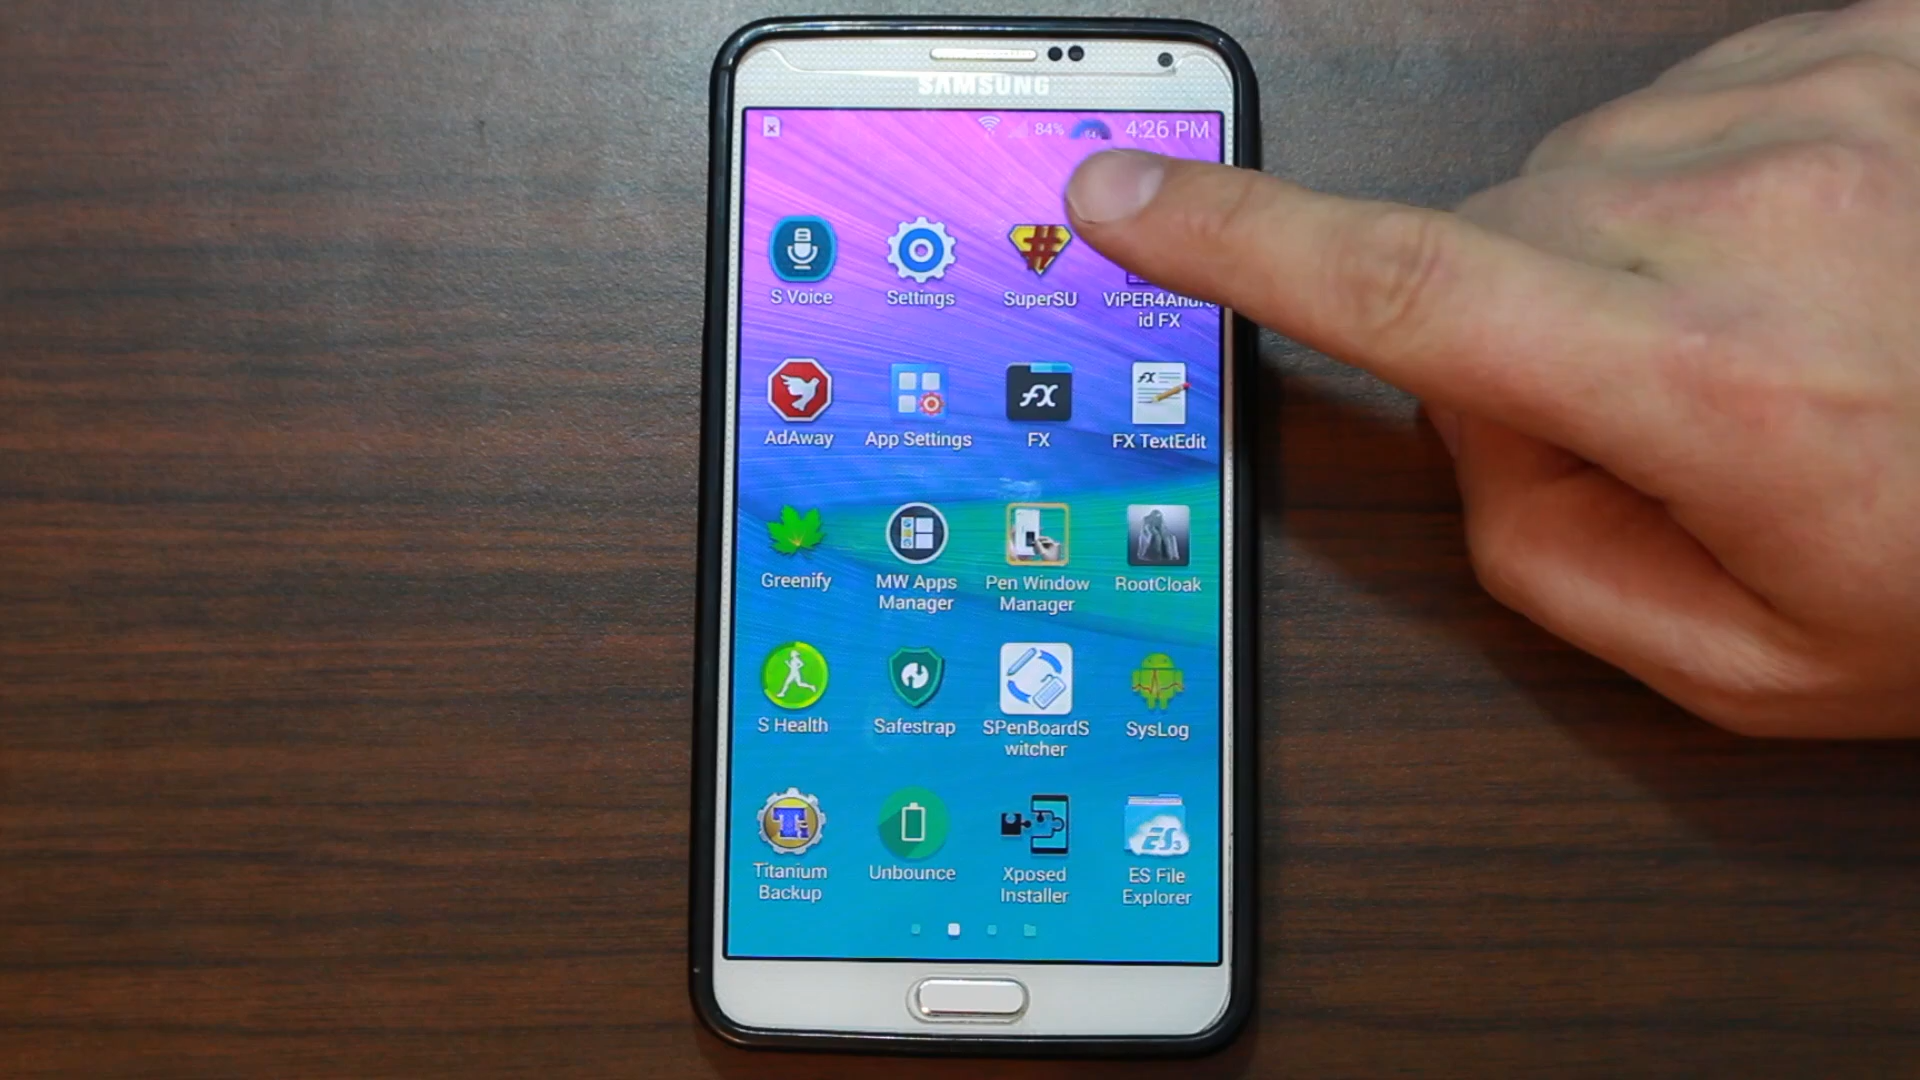 SAMSUNG
84% 4:26 PM
S Voice Settings SuperSU ViPER4Andro
id FX
AdAway App Settings FX FX TextEdit
Greenify MW Apps Pen Window RootCloak
Manager Manager
S Health Safestrap SPenBoardS SysLog
witcher
Titanium Unbounce Xposed ES File
Backup Installer Explorer